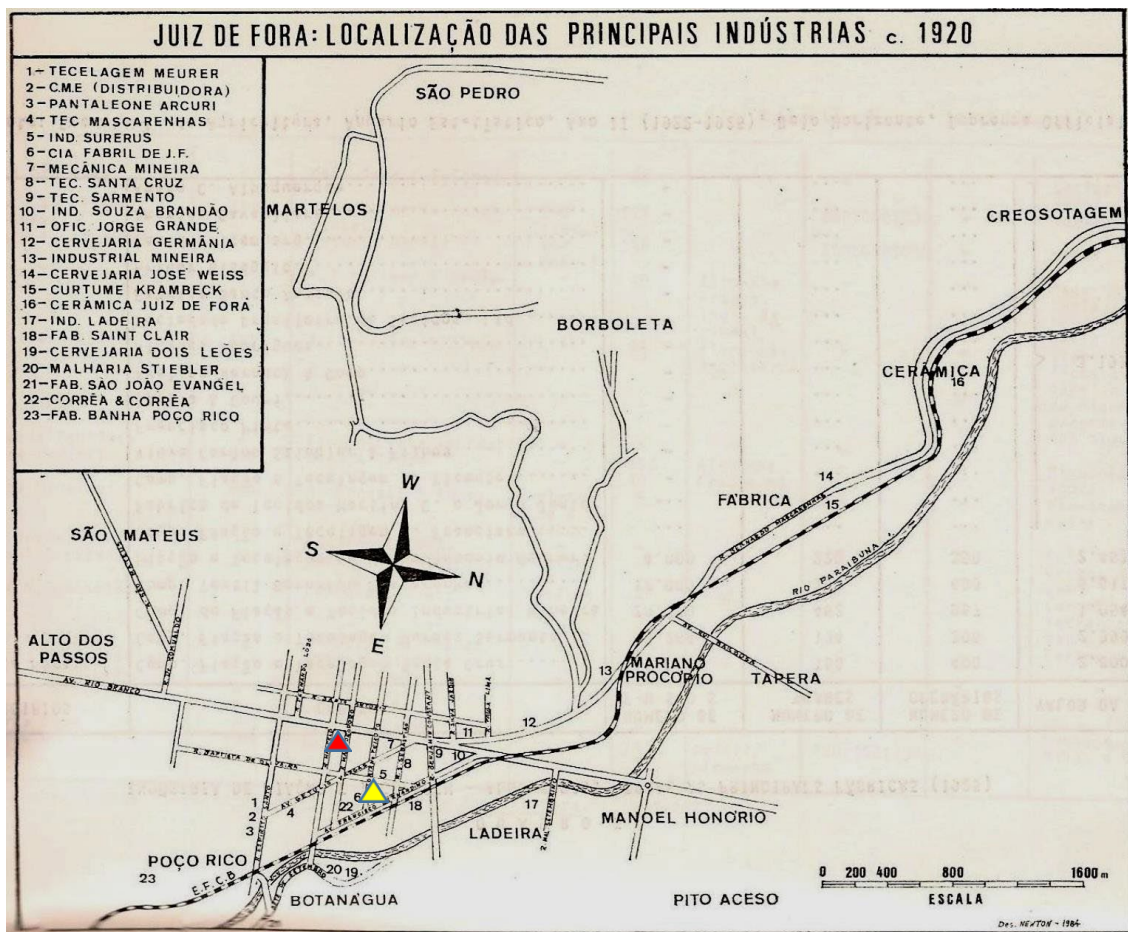 JUIZ DE FORA: LOCALIZAÇÃO DAS PRINCIPAIS INDÚSTRIAS c. 1920
1 - TECELAGEM MEURER
2 - C.M.E (DISTRIBUIDORA)
3 - PANTALEONE ARCURI
4 - TEC MASCARENHAS
5 - IND. SURERUS
6 - CIA FABRIL DE J.F.
7 - MECÂNICA MINEIRA
8 - TEC. SANTA CRUZ
9 - TEC. SARMENTO
10 - IND. SOUZA BRANDÃO
11 - OFIC JORGE GRANDE
12 - CERVEJARIA GERMÂNIA
13 - INDUSTRIAL MINEIRA
14 - CERVEJARIA JOSÉ WEISS
15 - CURTUME KRAMBECK
16 - CERÂMICA JUIZ DE FORA
17 - IND. LADEIRA
18 - FAB. SAINT CLAIR
19 - CERVEJARIA DOIS LEÕES
20 - MALHARIA STIEBLER
21 - FAB. SÃO JOÃO EVANGEL
22 - CORRÊA & CORRÊA
23 - FAB. BANHA POÇO RICO
SÃO PEDRO
MARTELOS
CREOSOTAGEM
BORBOLETA
CERÂMICA
16
FÁBRICA
14
15
R. BERNARDO MASCARENHAS
RIO PARAIBUNA
W
S
N
E
SÃO MATEUS
ALTO DOS
PASSOS
AV. RIO BRANCO
R. BAPTISTA DE OLIVEIRA
13
MARIANO
PROCÓPIO
TAPERA
12
11
7
9
10
8
5
6
22
18
1
2
3
4
17
LADEIRA
MANOEL HONÓRIO
POÇO RICO
23
E.F.C.B
20
19
BOTANÁGUA
PITO ACESO
0 200 400 800 1600 m
ESCALA
Des. NEWTON - 1984